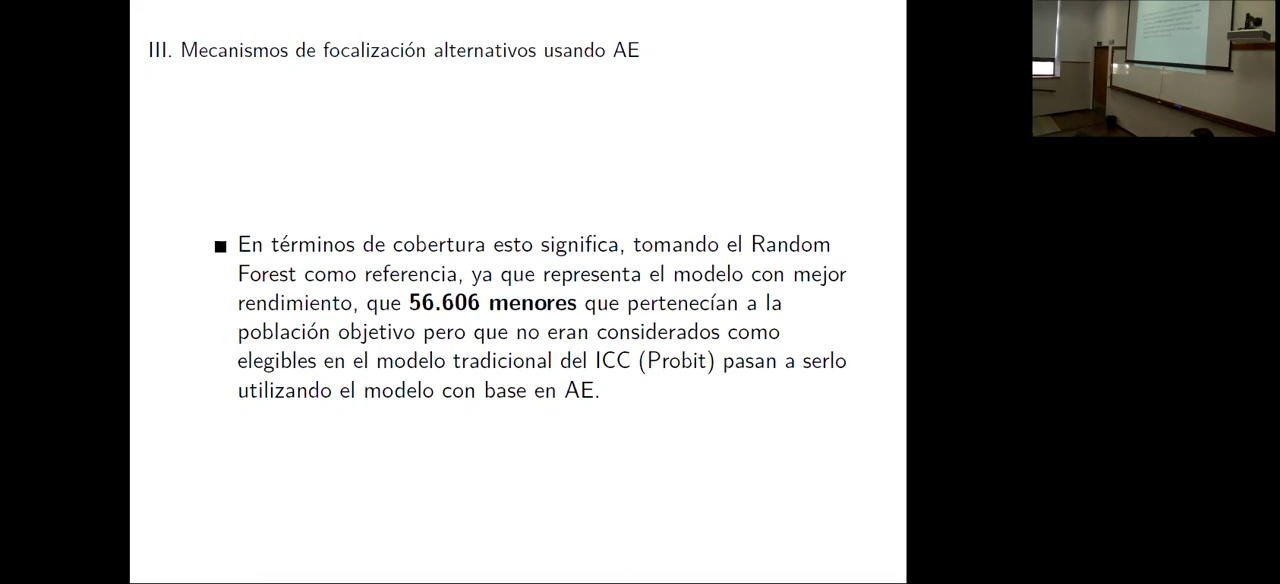 III. Mecanismos de focalización alternativos usando AE
■ En términos de cobertura esto significa, tomando el Random
Forest como referencia, ya que representa el modelo con mejor
rendimiento, que 56.606 menores que pertenecían a la
población objetivo pero que no eran considerados como
elegibles en el modelo tradicional del ICC (Probit) pasan a serlo
utilizando el modelo con base en AE.